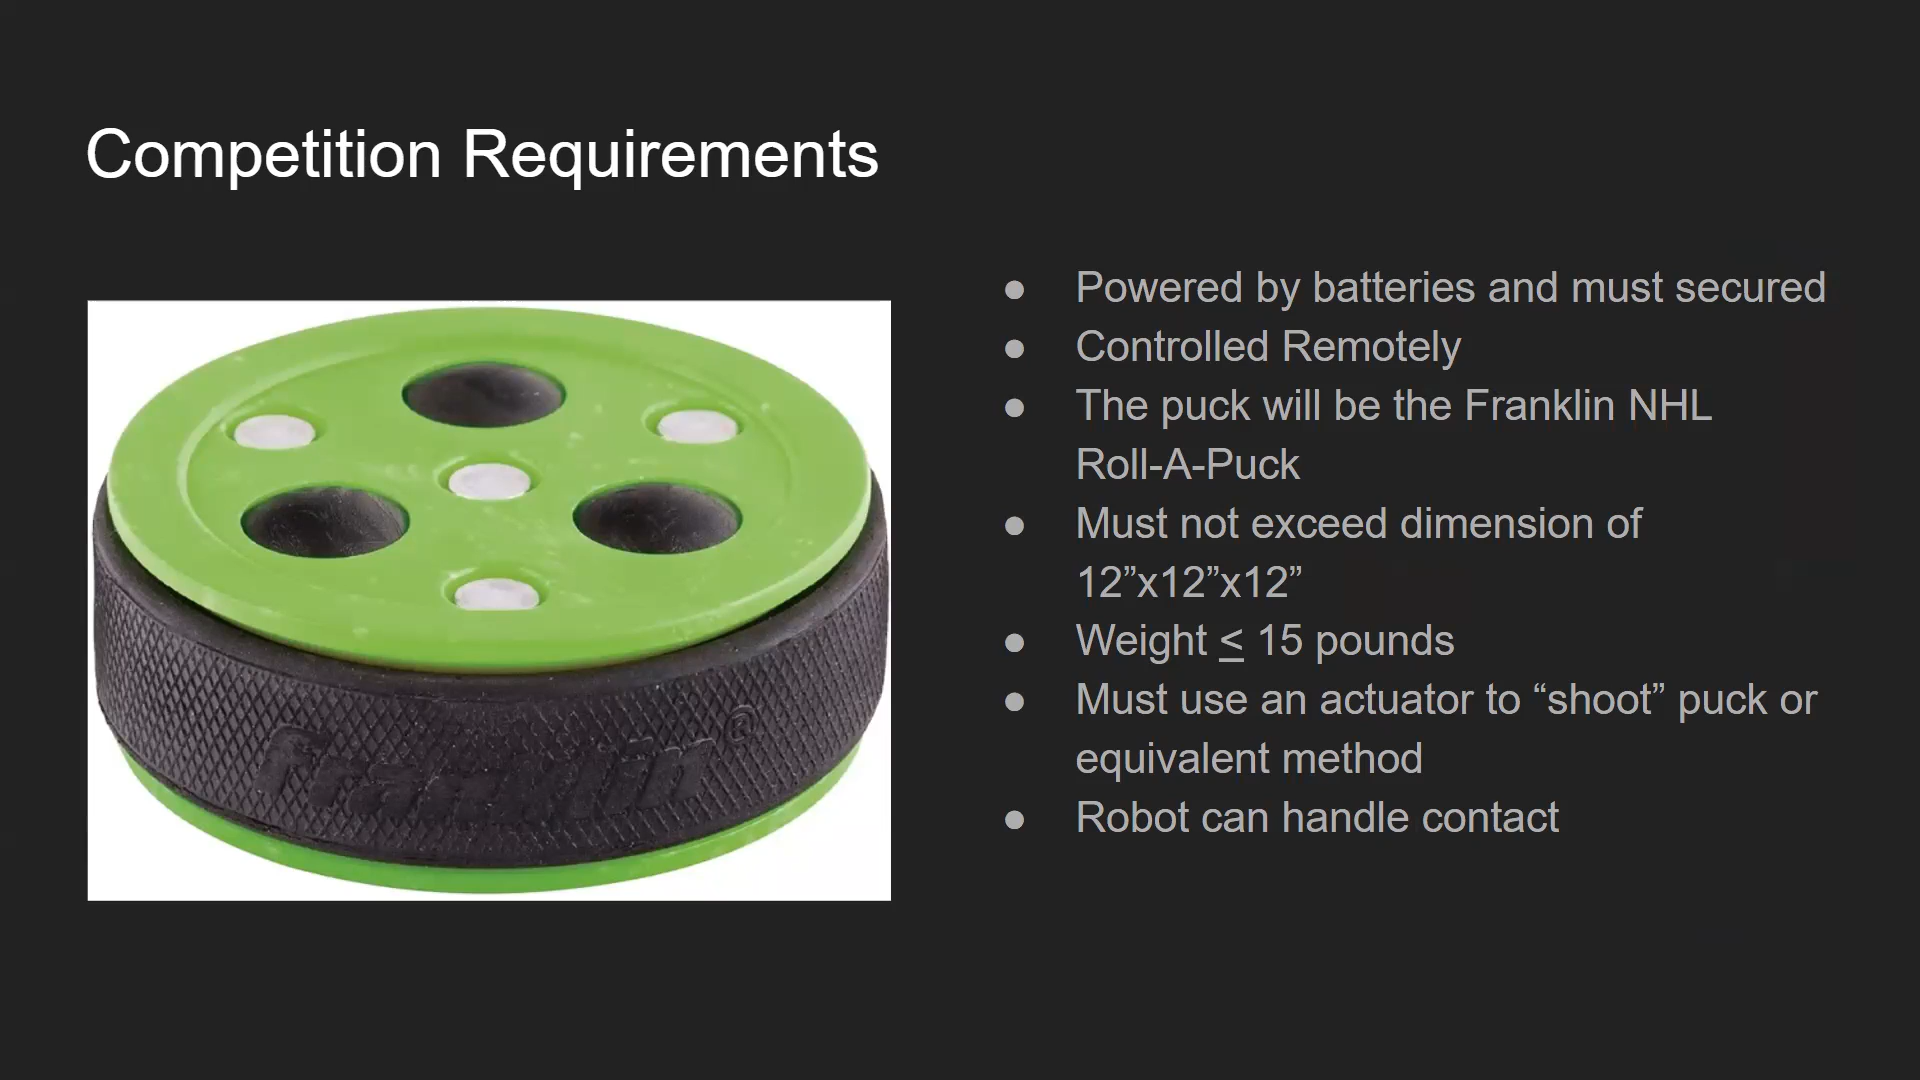 Competition Requirements
● Powered by batteries and must secured
● Controlled Remotely
● The puck will be the Franklin NHL
Roll-A-Puck
● Must not exceed dimension of
12”x12”x12”
● Weight ≤ 15 pounds
● Must use an actuator to “shoot” puck or
equivalent method
● Robot can handle contact
Franklin®